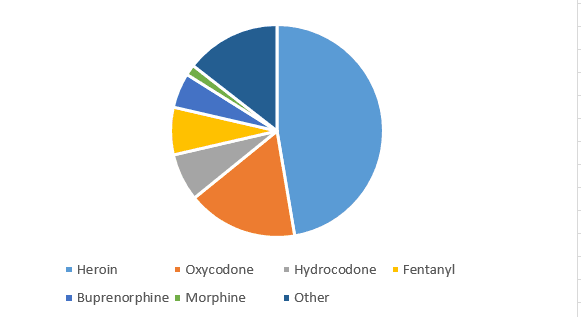 Heroin Oxycodone Hydrocodone Fentanyl
Buprenorphine Morphine Other